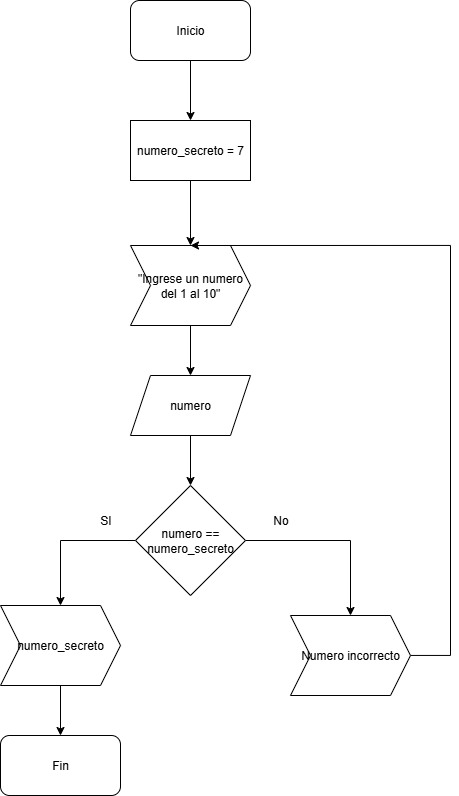 Inicio
numero_secreto = 7
"Ingrese un numero
del 1 al 10"
numero
SI
No
numero ==
numero_secreto
numero_secreto
Numero incorrecto
Fin